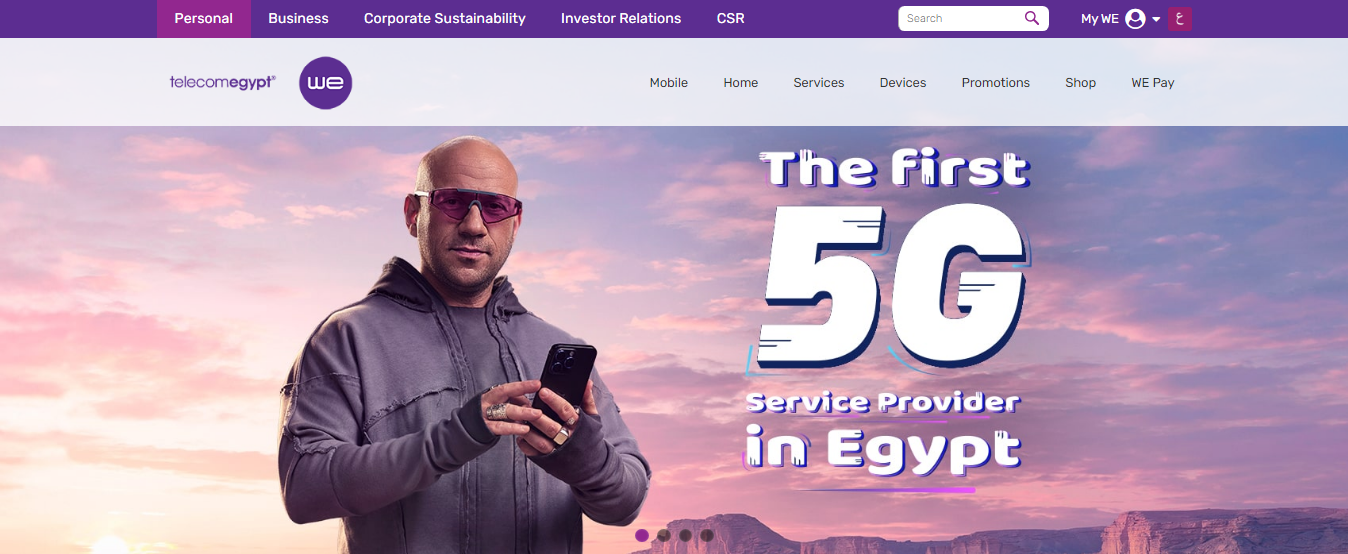 Personal Business Corporate Sustainability Investor Relations CSR Search My WE ع
telecomegypt® WE Mobile Home Services Devices Promotions Shop WE Pay
The first
5G
Service Provider
in Egypt